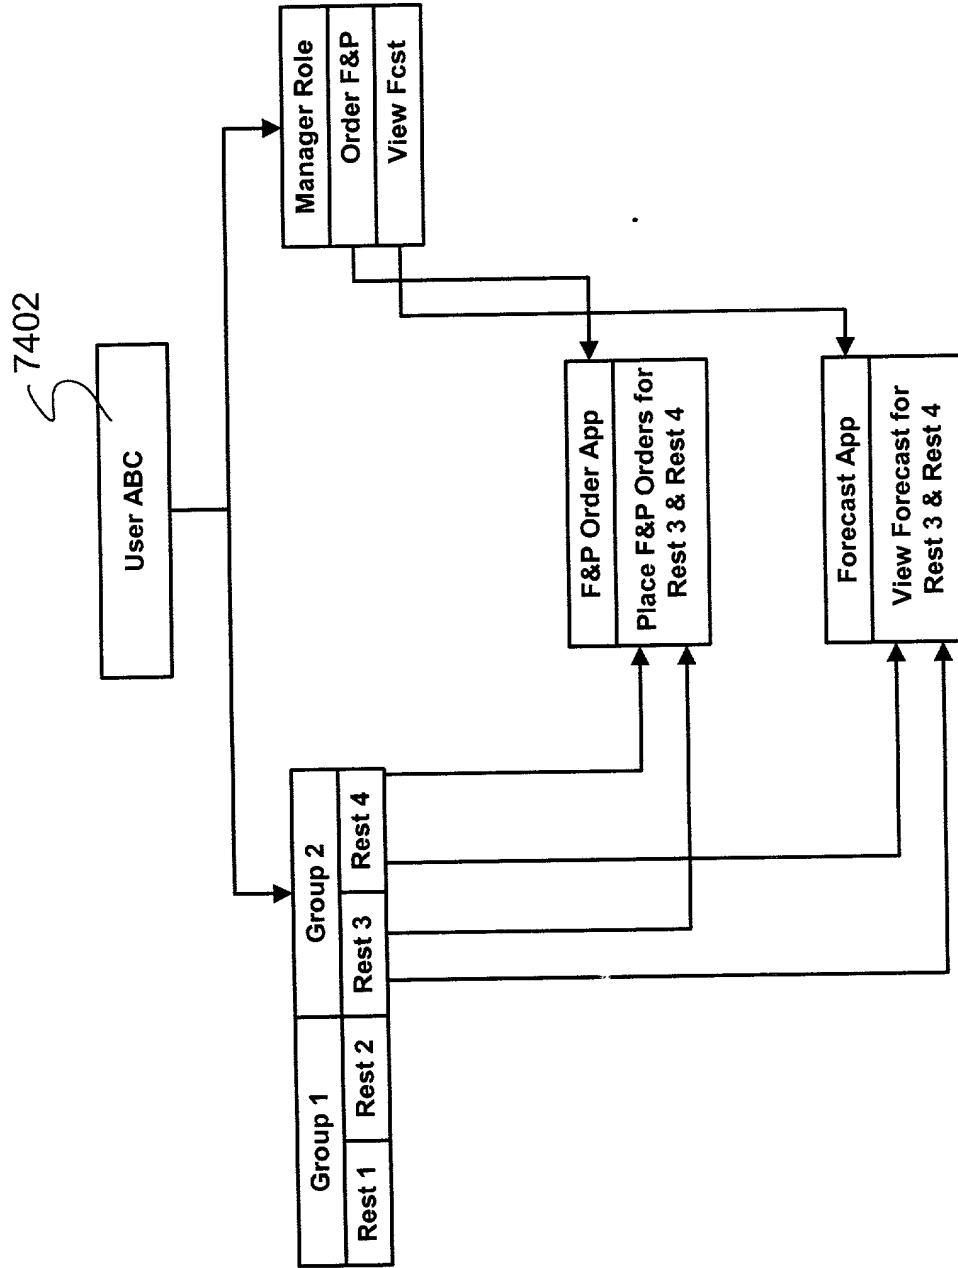 7402
User ABC
Group 1
Group 2
Rest 1
Rest 2
Rest 3
Rest 4
Manager Role
Order F&P
View Fcst
F&P Order App
Place F&P Orders for
Rest 3 & Rest 4
Forecast App
View Forecast for
Rest 3 & Rest 4